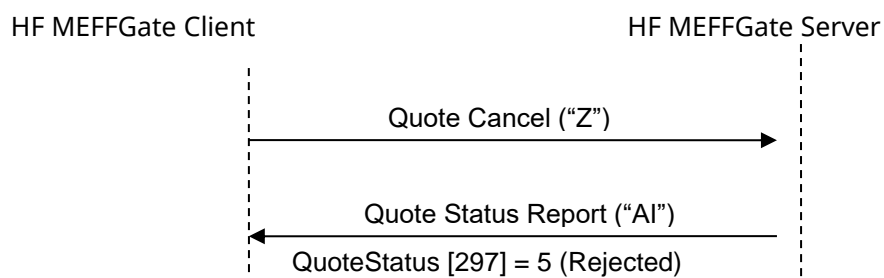 HF MEFFGate Client
HF MEFFGate Server
Quote Cancel (“Z”)
Quote Status Report (“AI”)
QuoteStatus [297] = 5 (Rejected)